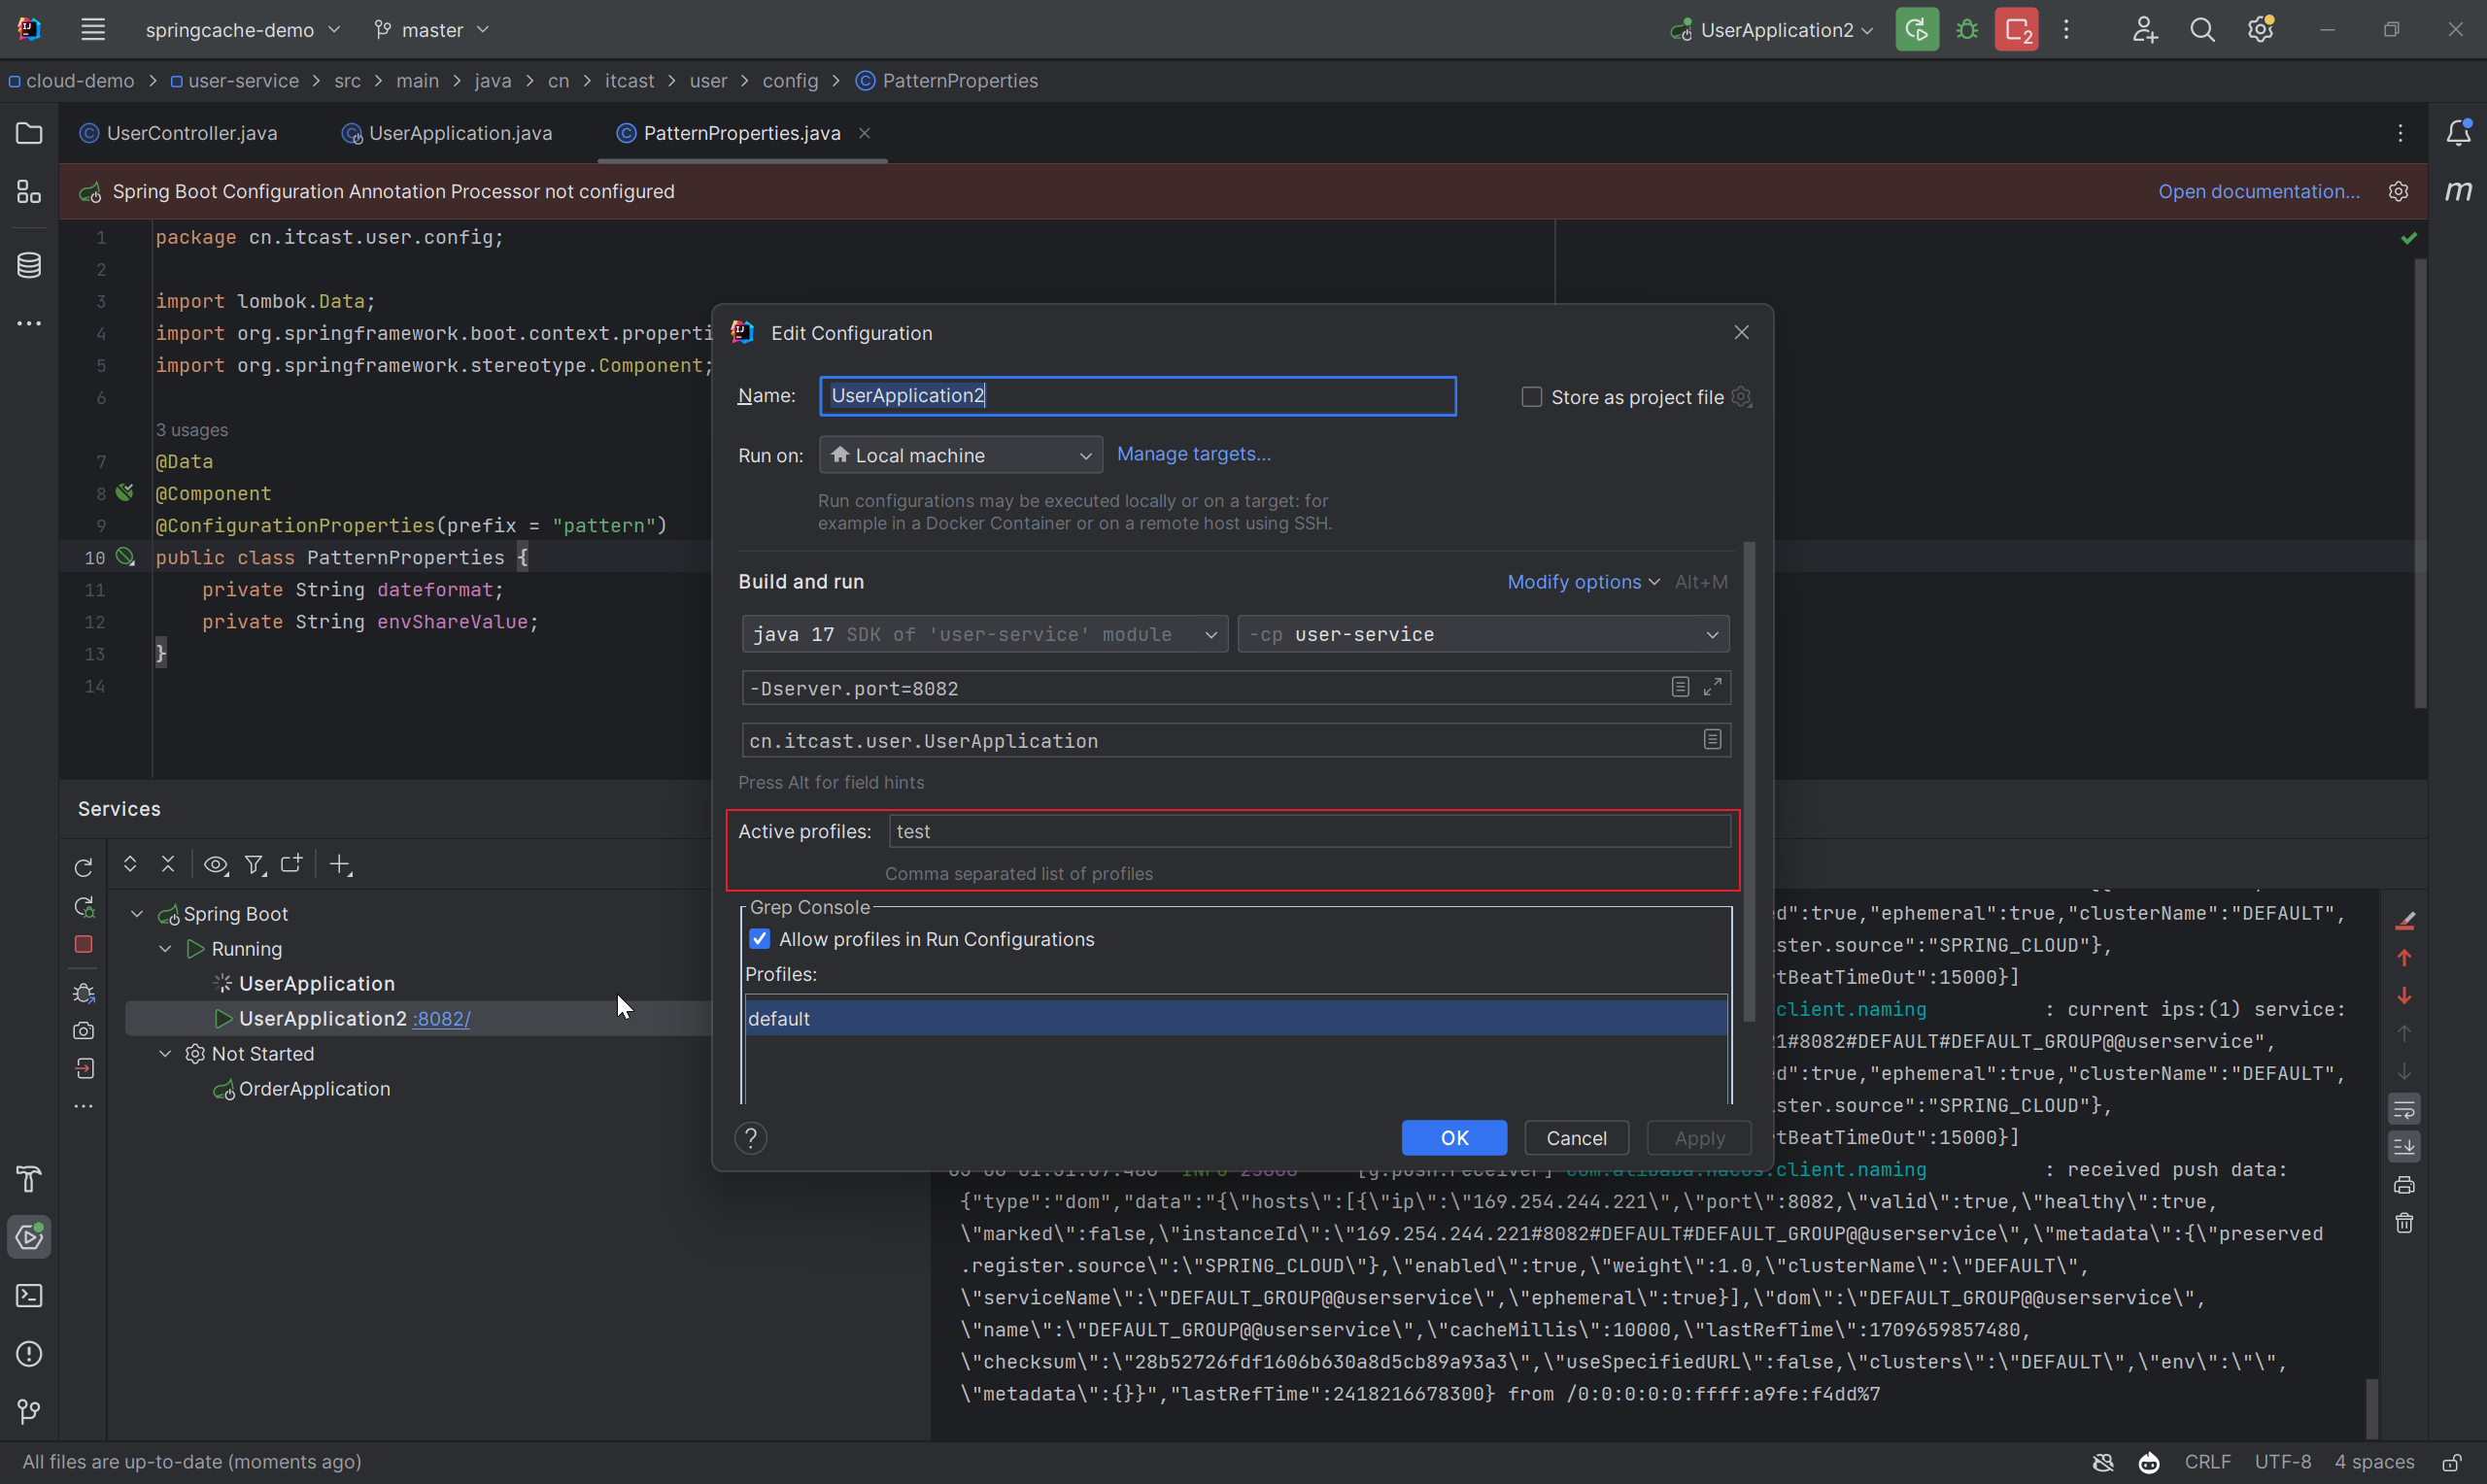 springcache-demo master UserApplication2 2
cloud-demo > user-service > src > main > java > cn > itcast > user > config > PatternProperties
UserController.java UserApplication.java PatternProperties.java
Spring Boot Configuration Annotation Processor not configured Open documentation...
1 package cn.itcast.user.config;
2
3 import lombok.Data;
4 import org.springframework.boot.context.properti
5 import org.springframework.stereotype.Component;
6
3 usages
7 @Data
8 @Component
9 @ConfigurationProperties(prefix = "pattern")
10 public class PatternProperties {
11 private String dateformat;
12 private String envShareValue;
13 }
14
Edit Configuration
Name: UserApplication2 Store as project file
Run on: Local machine Manage targets...
Run configurations may be executed locally or on a target: for
example in a Docker Container or on a remote host using SSH.
Build and run Modify options Alt+M
java 17 SDK of 'user-service' module -cp user-service
-Dserver.port=8082
cn.itcast.user.UserApplication
Press Alt for field hints
Active profiles: test
Comma separated list of profiles
Grep Console
Allow profiles in Run Configurations
Profiles:
default
OK Cancel Apply
Services
Spring Boot
Running
UserApplication
UserApplication2 :8082/
Not Started
OrderApplication
d":true,"ephemeral":true,"clusterName":"DEFAULT",
ster.source":"SPRING_CLOUD"},
tBeatTimeOut":15000}]
client.naming : current ips:(1) service:
1#8082#DEFAULT#DEFAULT_GROUP@@userservice",
d":true,"ephemeral":true,"clusterName":"DEFAULT",
ster.source":"SPRING_CLOUD"},
tBeatTimeOut":15000}]
client.naming : received push data:
{"type":"dom","data":"{\"hosts\":[{\"ip\":\"169.254.244.221\",\"port\":8082,\"valid\":true,\"healthy\":true,
\"marked\":false,\"instanceId\":\"169.254.244.221#8082#DEFAULT#DEFAULT_GROUP@@userservice\",\"metadata\":{\"preserved
.register.source\":\"SPRING_CLOUD\"},\"enabled\":true,\"weight\":1.0,\"clusterName\":\"DEFAULT\",
\"serviceName\":\"DEFAULT_GROUP@@userservice\",\"ephemeral\":true}],\"dom\":\"DEFAULT_GROUP@@userservice\",
\"name\":\"DEFAULT_GROUP@@userservice\",\"cacheMillis\":10000,\"lastRefTime\":1709659857480,
\"checksum\":\"28b52726fdf1606b630a8d5cb89a93a3\",\"useSpecifiedURL\":false,\"clusters\":\"DEFAULT\",\"env\":\"\",
\"metadata\":{}}","lastRefTime":2418216678300} from /0:0:0:0:0:ffff:a9fe:f4dd%7
All files are up-to-date (moments ago) CRLF UTF-8 4 spaces